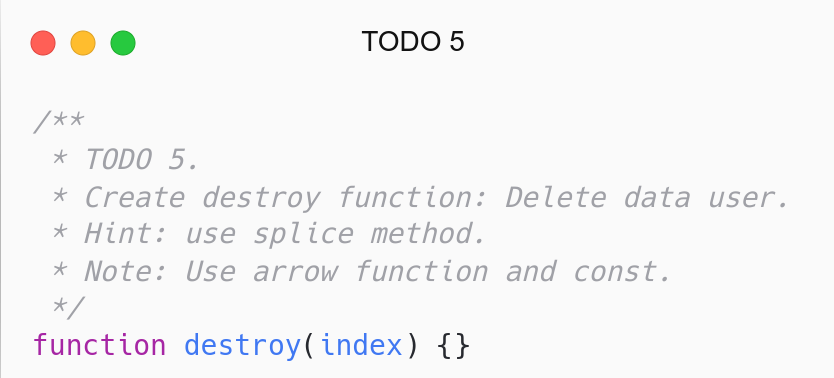 TODO 5
/**
 * TODO 5.
 * Create destroy function: Delete data user.
 * Hint: use splice method.
 * Note: Use arrow function and const.
 */
function destroy(index) {}